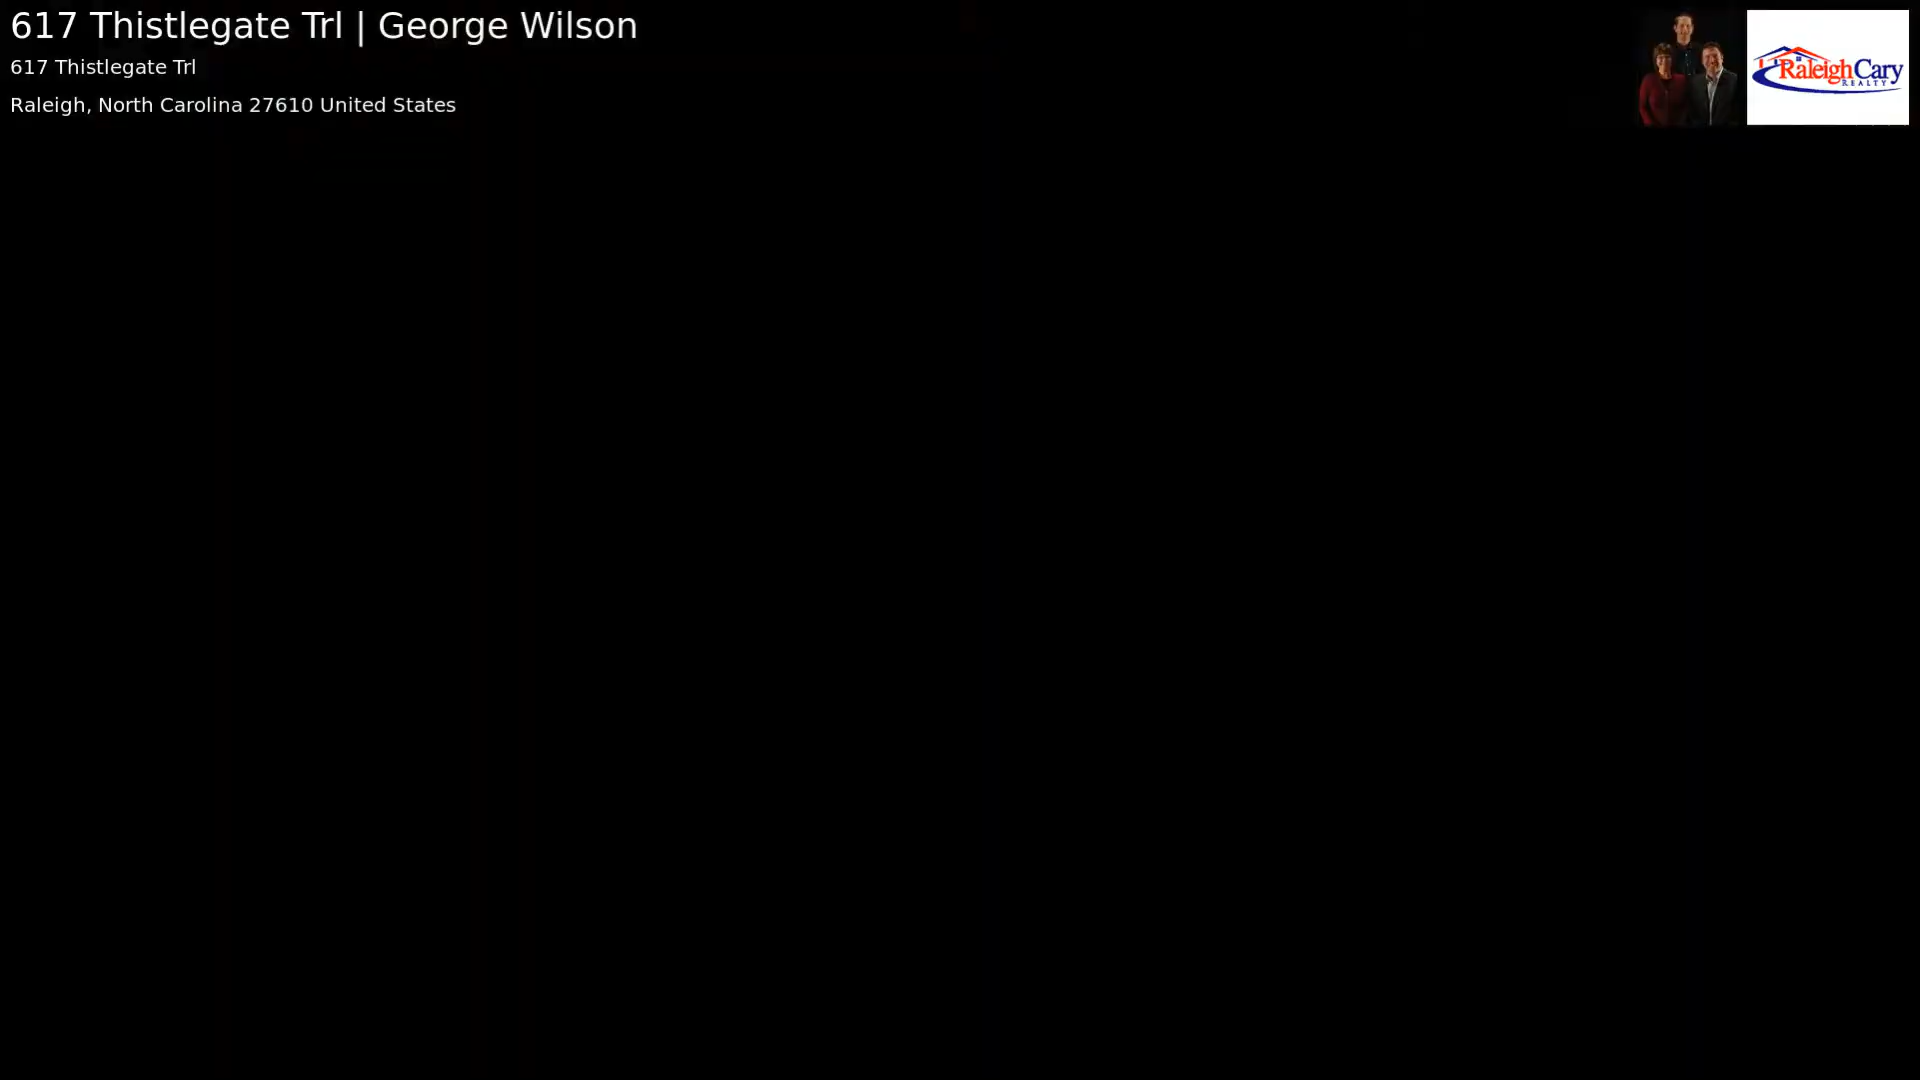 617 Thistlegate Trl | George Wilson
617 Thistlegate Trl
Raleigh, North Carolina 27610 United States
RaleighCary
REALTY